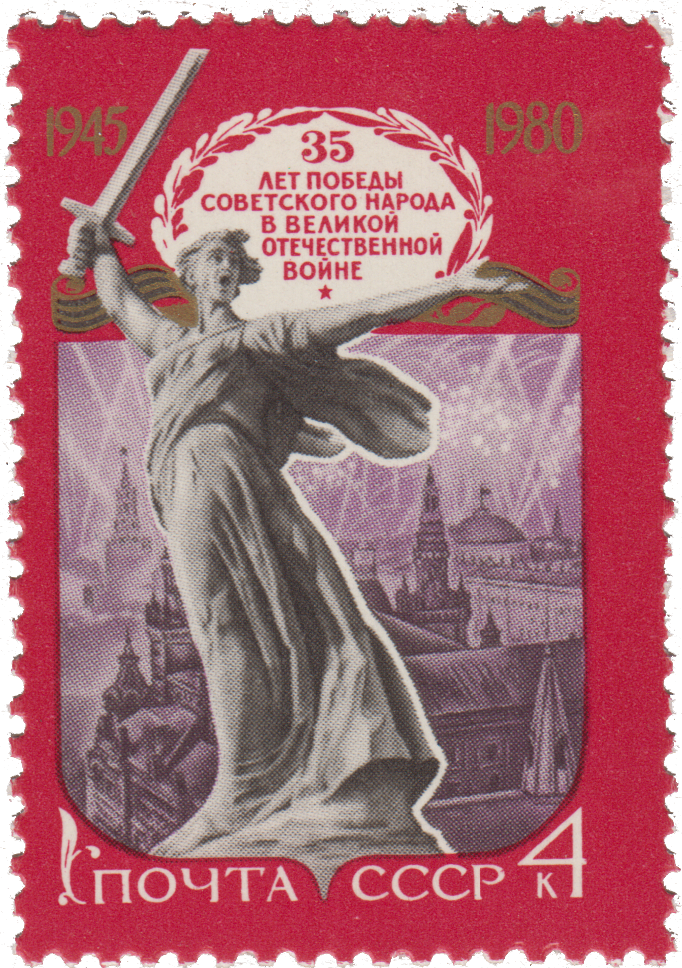 1945 1980
35
ЛЕТ ПОБЕДЫ
СОВЕТСКОГО НАРОДА
В ВЕЛИКОЙ
ОТЕЧЕСТВЕННОЙ
ВОЙНЕ
ПОЧТА СССР 4 К